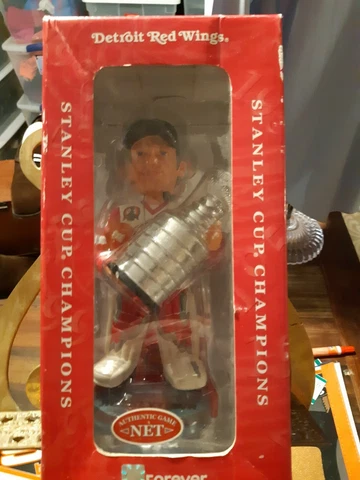 Detroit Red Wings®
STANLEY CUP CHAMPIONS
STANLEY CUP CHAMPIONS
AUTHENTIC GAME
NET
Forever